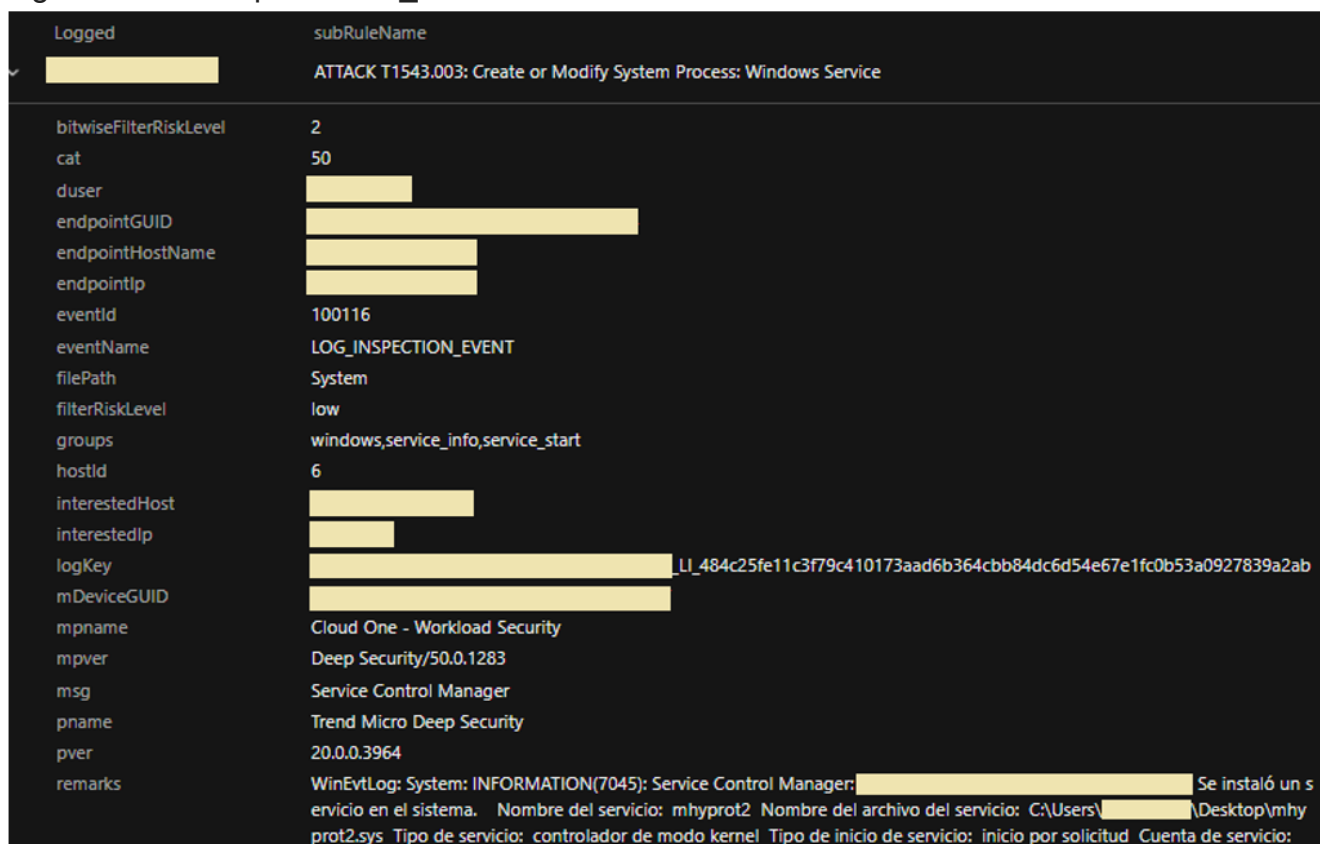 Logged subRuleName
ATTACK T1543.003: Create or Modify System Process: Windows Service
bitwiseFilterRiskLevel 2
cat 50
duser
endpointGUID
endpointHostName
endpointIp
eventId 100116
eventName LOG_INSPECTION_EVENT
filePath System
filterRiskLevel low
groups windows,service_info,service_start
hostId 6
interestedHost
interestedIp
logKey _LI_484c25fe11c3f79c410173aad6b364cbb84dc6d54e67e1fc0b53a0927839a2ab
mDeviceGUID
mpname Cloud One - Workload Security
mpver Deep Security/50.0.1283
msg Service Control Manager
pname Trend Micro Deep Security
pver 20.0.0.3964
remarks WinEvtLog: System: INFORMATION(7045): Service Control Manager: Se instaló un s
ervicio en el sistema. Nombre del servicio: mhyprot2 Nombre del archivo del servicio: C:\Users\ \Desktop\mhy
prot2.sys Tipo de servicio: controlador de modo kernel Tipo de inicio de servicio: inicio por solicitud Cuenta de servicio: